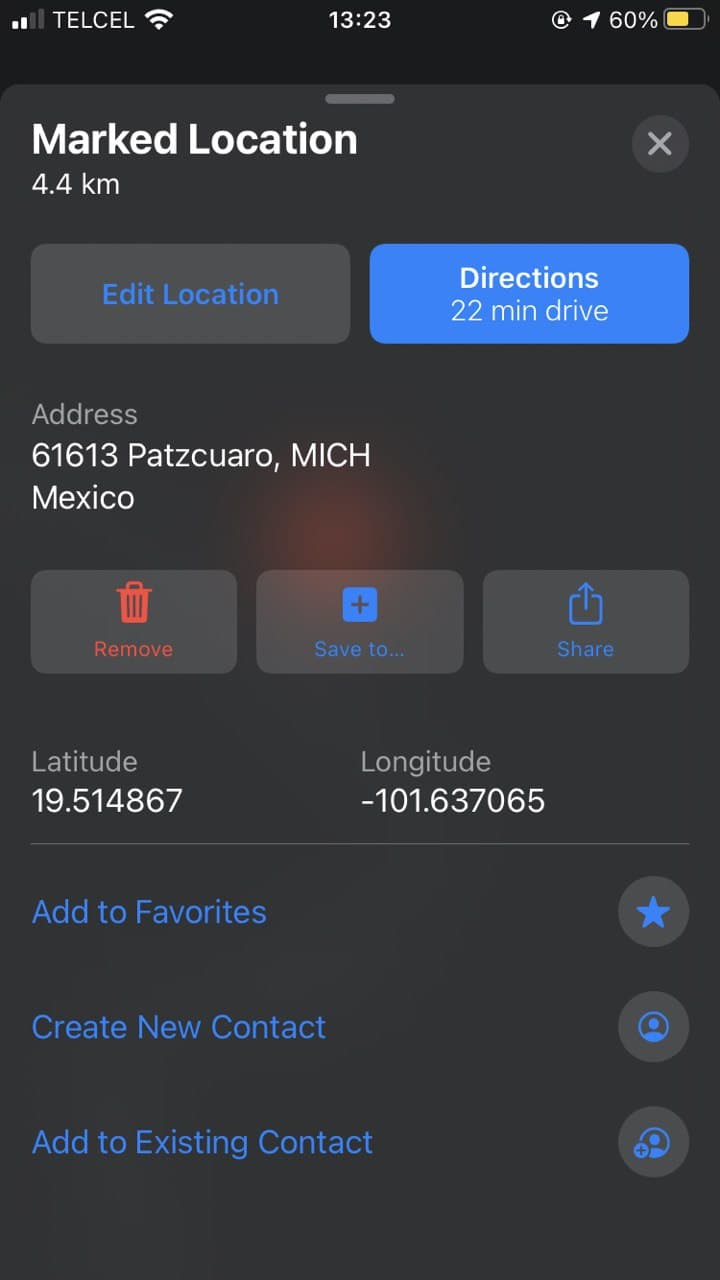 TELCEL 13:23 60%
Marked Location
4.4 km
Edit Location
Directions
22 min drive
Address
61613 Patzcuaro, MICH
Mexico
Remove
Save to...
Share
Latitude
19.514867
Longitude
-101.637065
Add to Favorites
Create New Contact
Add to Existing Contact